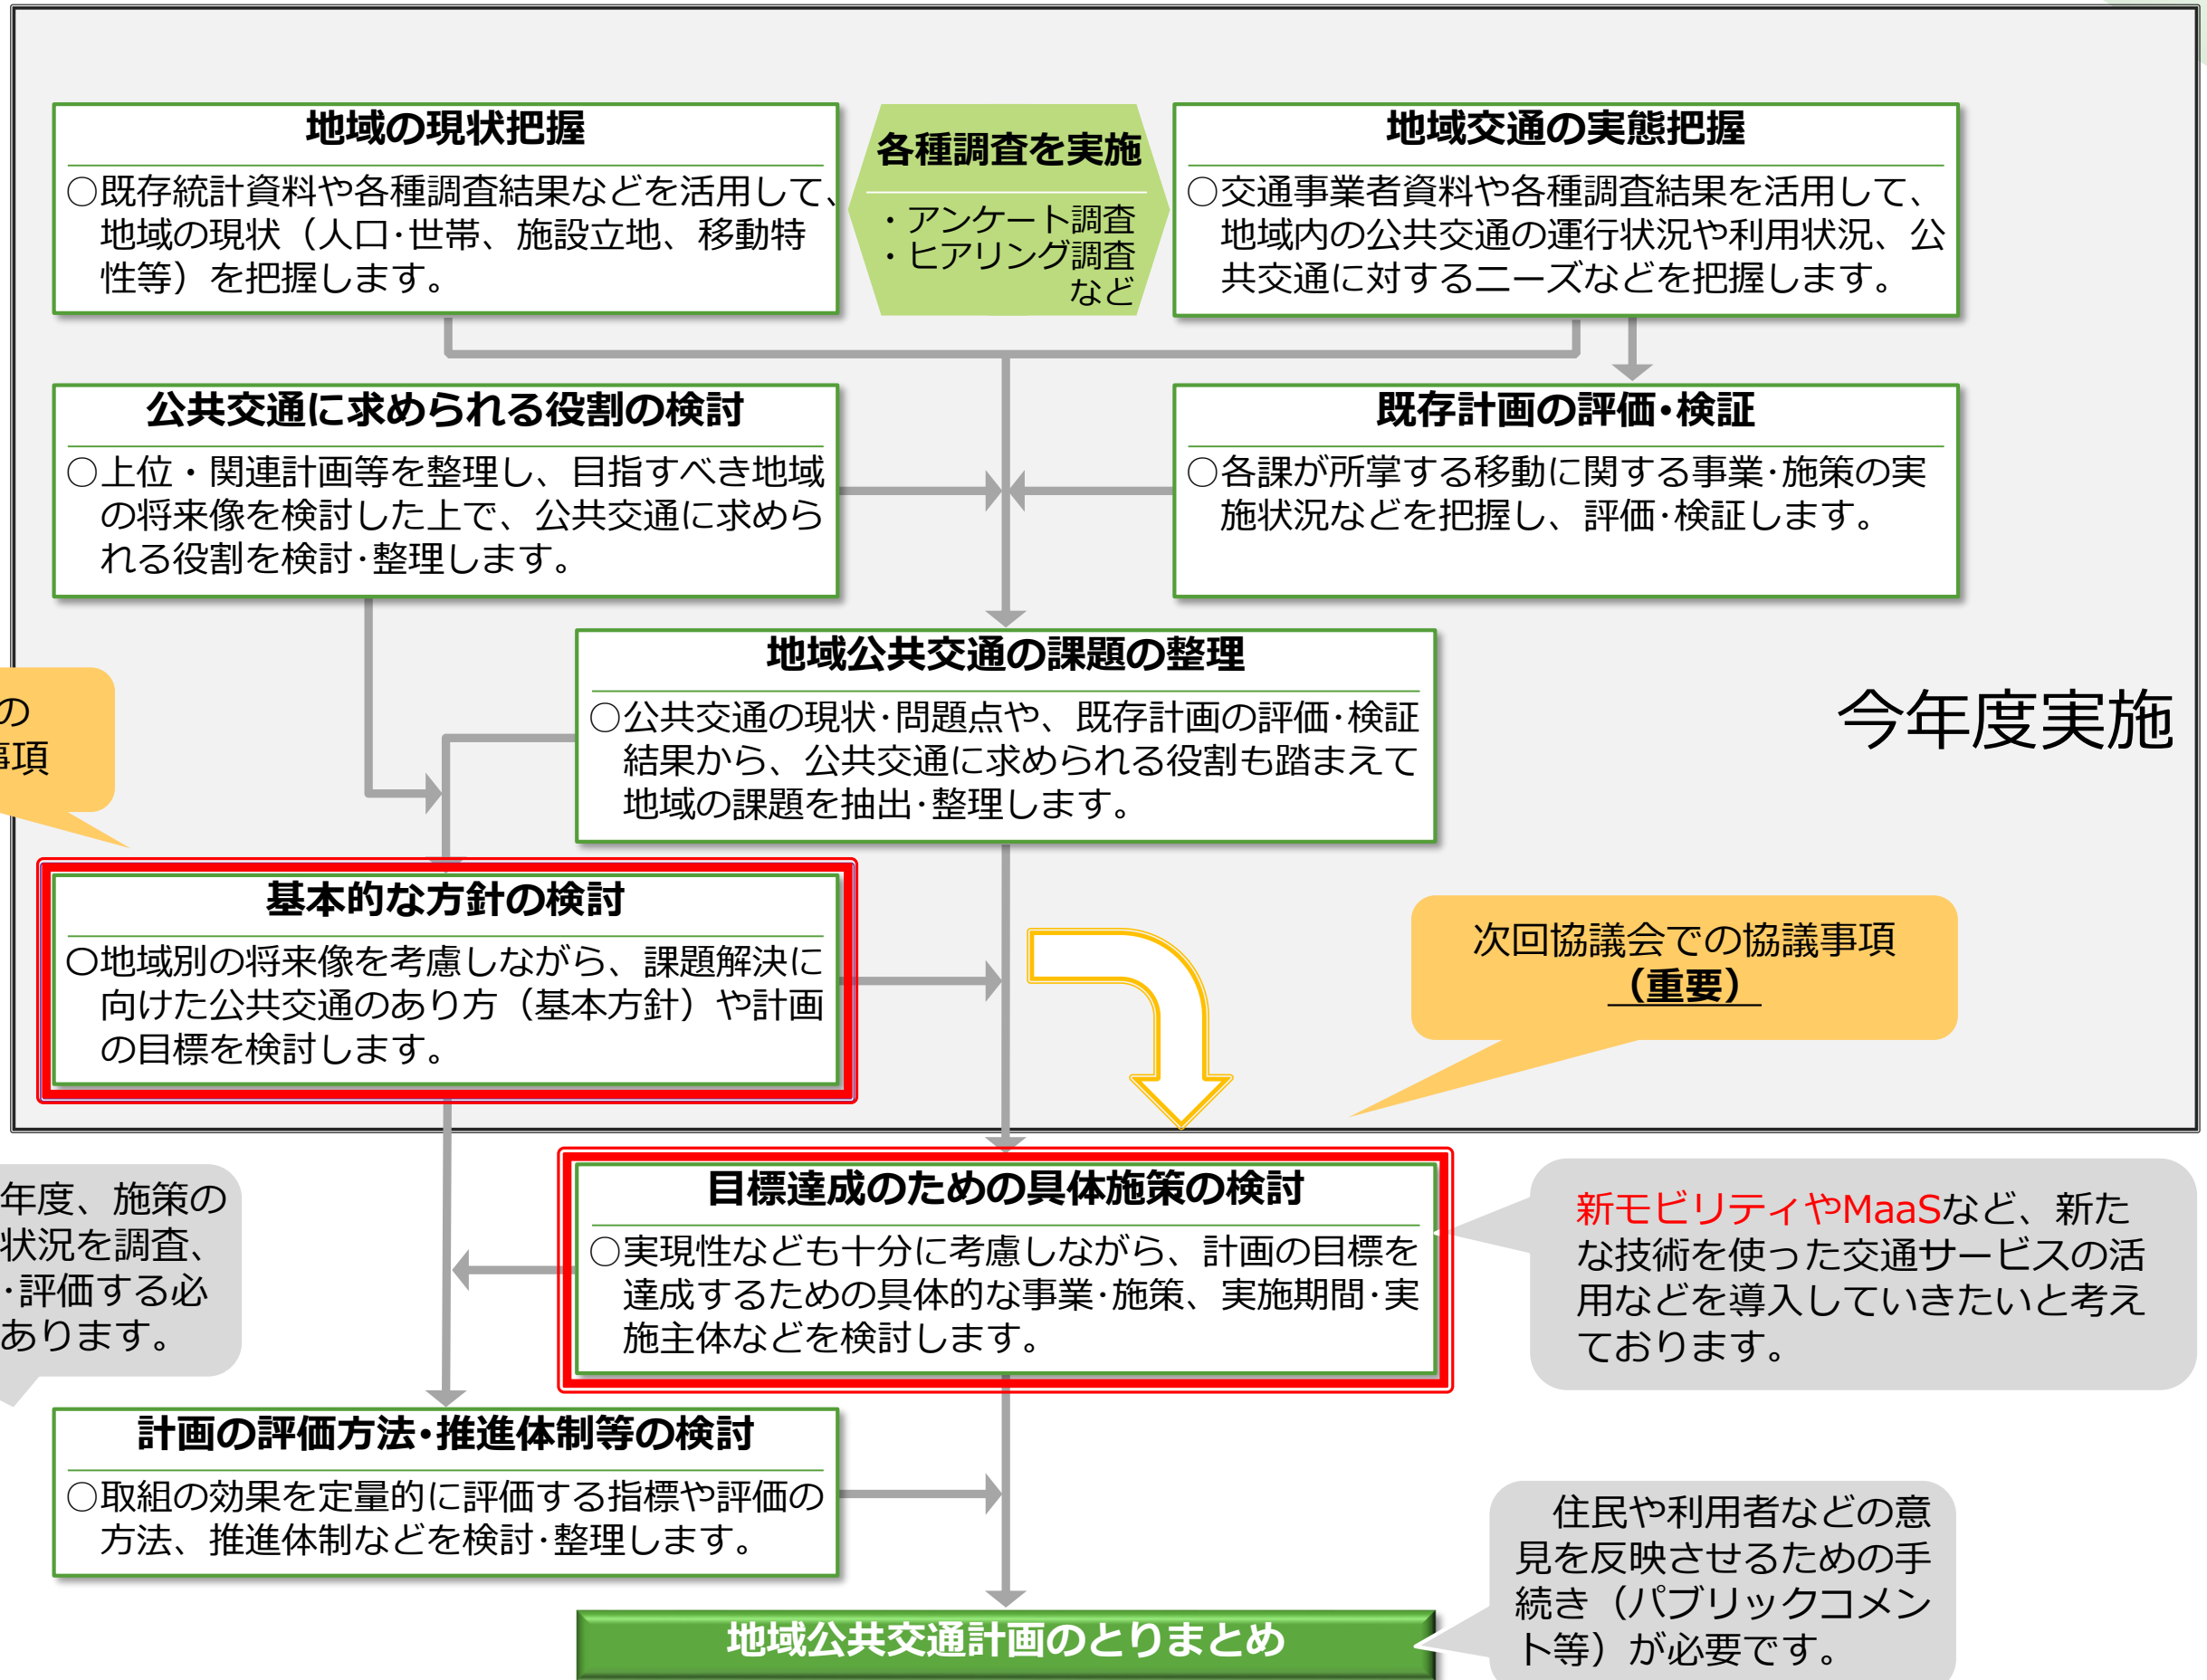 地域の現状把握
○既存統計資料や各種調査結果などを活用して、
地域の現状（人口･世帯、施設立地、移動特
性等）を把握します。
各種調査を実施
・アンケート調査
・ヒアリング調査
など
地域交通の実態把握
○交通事業者資料や各種調査結果を活用して、
地域内の公共交通の運行状況や利用状況、公
共交通に対するニーズなどを把握します。
公共交通に求められる役割の検討
○上位・関連計画等を整理し、目指すべき地域
の将来像を検討した上で、公共交通に求めら
れる役割を検討･整理します。
既存計画の評価･検証
○各課が所掌する移動に関する事業･施策の実
施状況などを把握し、評価･検証します。
地域公共交通の課題の整理
○公共交通の現状･問題点や、既存計画の評価･検証
結果から、公共交通に求められる役割も踏まえて
地域の課題を抽出･整理します。
今年度実施
の
事項
基本的な方針の検討
〇地域別の将来像を考慮しながら、課題解決に
向けた公共交通のあり方（基本方針）や計画
の目標を検討します。
次回協議会での協議事項
（重要）
目標達成のための具体施策の検討
○実現性なども十分に考慮しながら、計画の目標を
達成するための具体的な事業･施策、実施期間･実
施主体などを検討します。
年度、施策の
状況を調査、
･評価する必
あります。
新モビリティやMaaSなど、新た
な技術を使った交通サービスの活
用などを導入していきたいと考え
ております。
計画の評価方法･推進体制等の検討
○取組の効果を定量的に評価する指標や評価の
方法、推進体制などを検討･整理します。
住民や利用者などの意
見を反映させるための手
続き（パブリックコメン
ト等）が必要です。
地域公共交通計画のとりまとめ